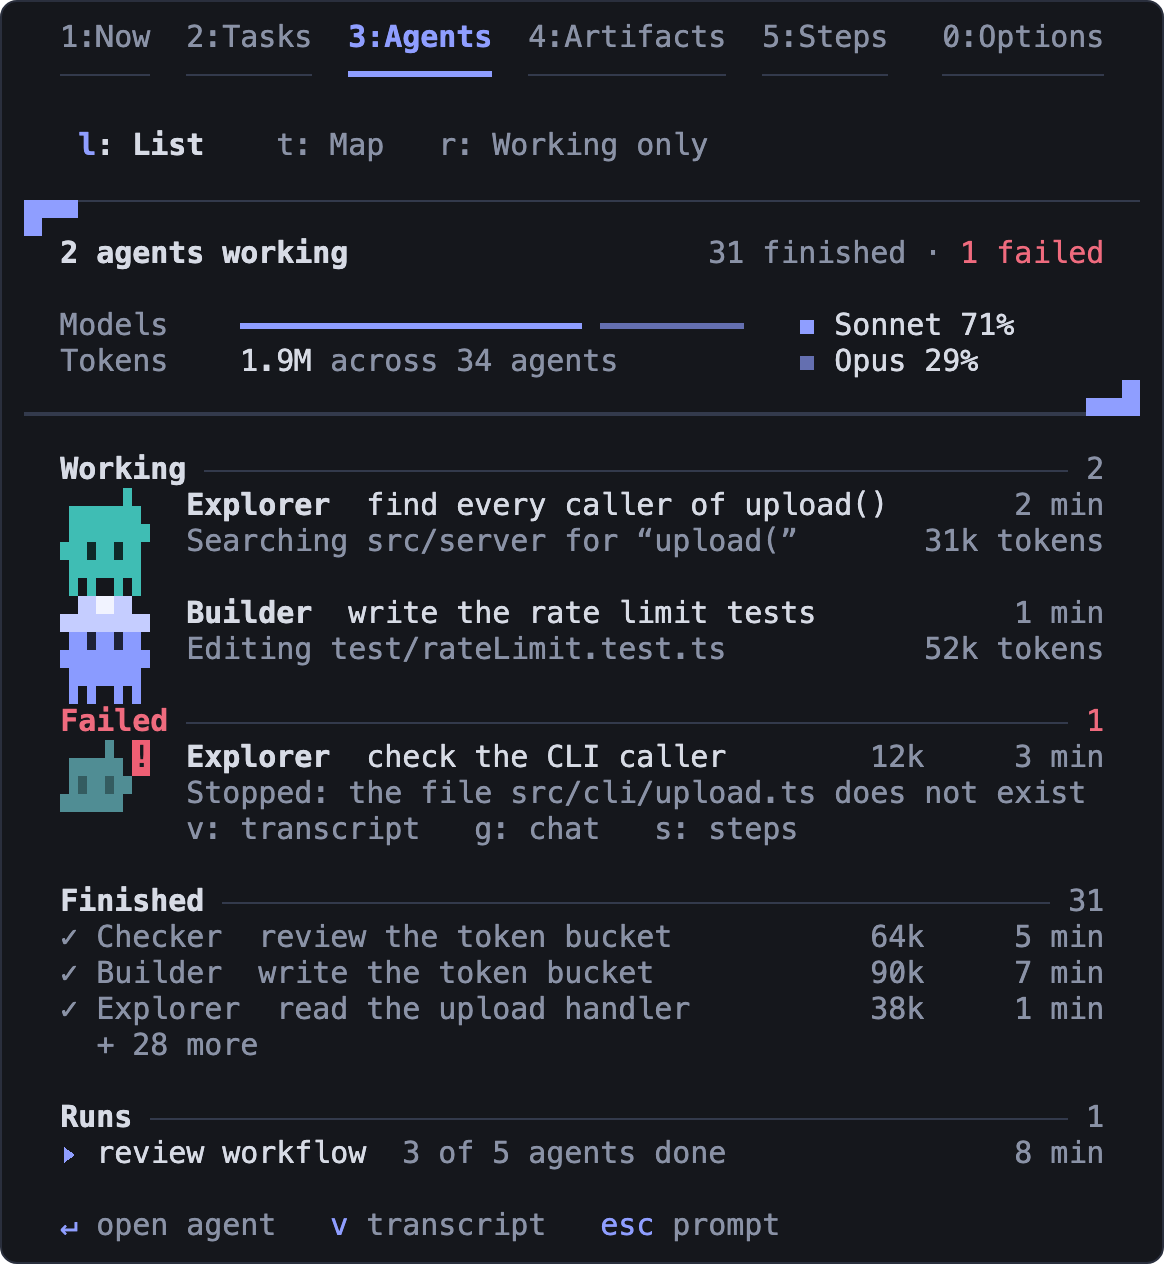 1:Now 2:Tasks 3:Agents 4:Artifacts 5:Steps 0:Options
l: List t: Map r: Working only
2 agents working 31 finished · 1 failed
Models Sonnet 71%
Tokens 1.9M across 34 agents Opus 29%
Working 2
Explorer find every caller of upload() 2 min
Searching src/server for “upload(” 31k tokens
Builder write the rate limit tests 1 min
Editing test/rateLimit.test.ts 52k tokens
Failed 1
! Explorer check the CLI caller 12k 3 min
Stopped: the file src/cli/upload.ts does not exist
v: transcript g: chat s: steps
Finished 31
✓ Checker review the token bucket 64k 5 min
✓ Builder write the token bucket 90k 7 min
✓ Explorer read the upload handler 38k 1 min
+ 28 more
Runs 1
▸ review workflow 3 of 5 agents done 8 min
↵ open agent v transcript esc prompt